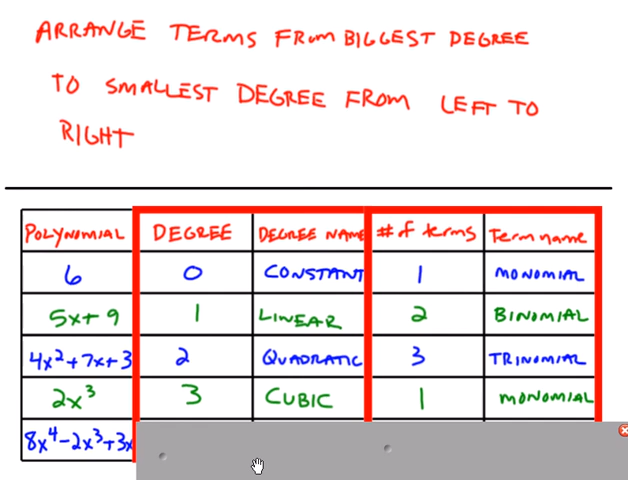 ARRANGE TERMS FROM BIGGEST DEGREE
TO SMALLEST DEGREE FROM LEFT TO
RIGHT
POLYNOMIAL DEGREE DEGREE NAME # of terms Term name
6 0 CONSTANT 1 MONOMIAL
5x+9 1 LINEAR 2 BINOMIAL
4x²+7x+3 2 QUADRATIC 3 TRINOMIAL
2x³ 3 CUBIC 1 MONOMIAL
8x⁴-2x³+3x